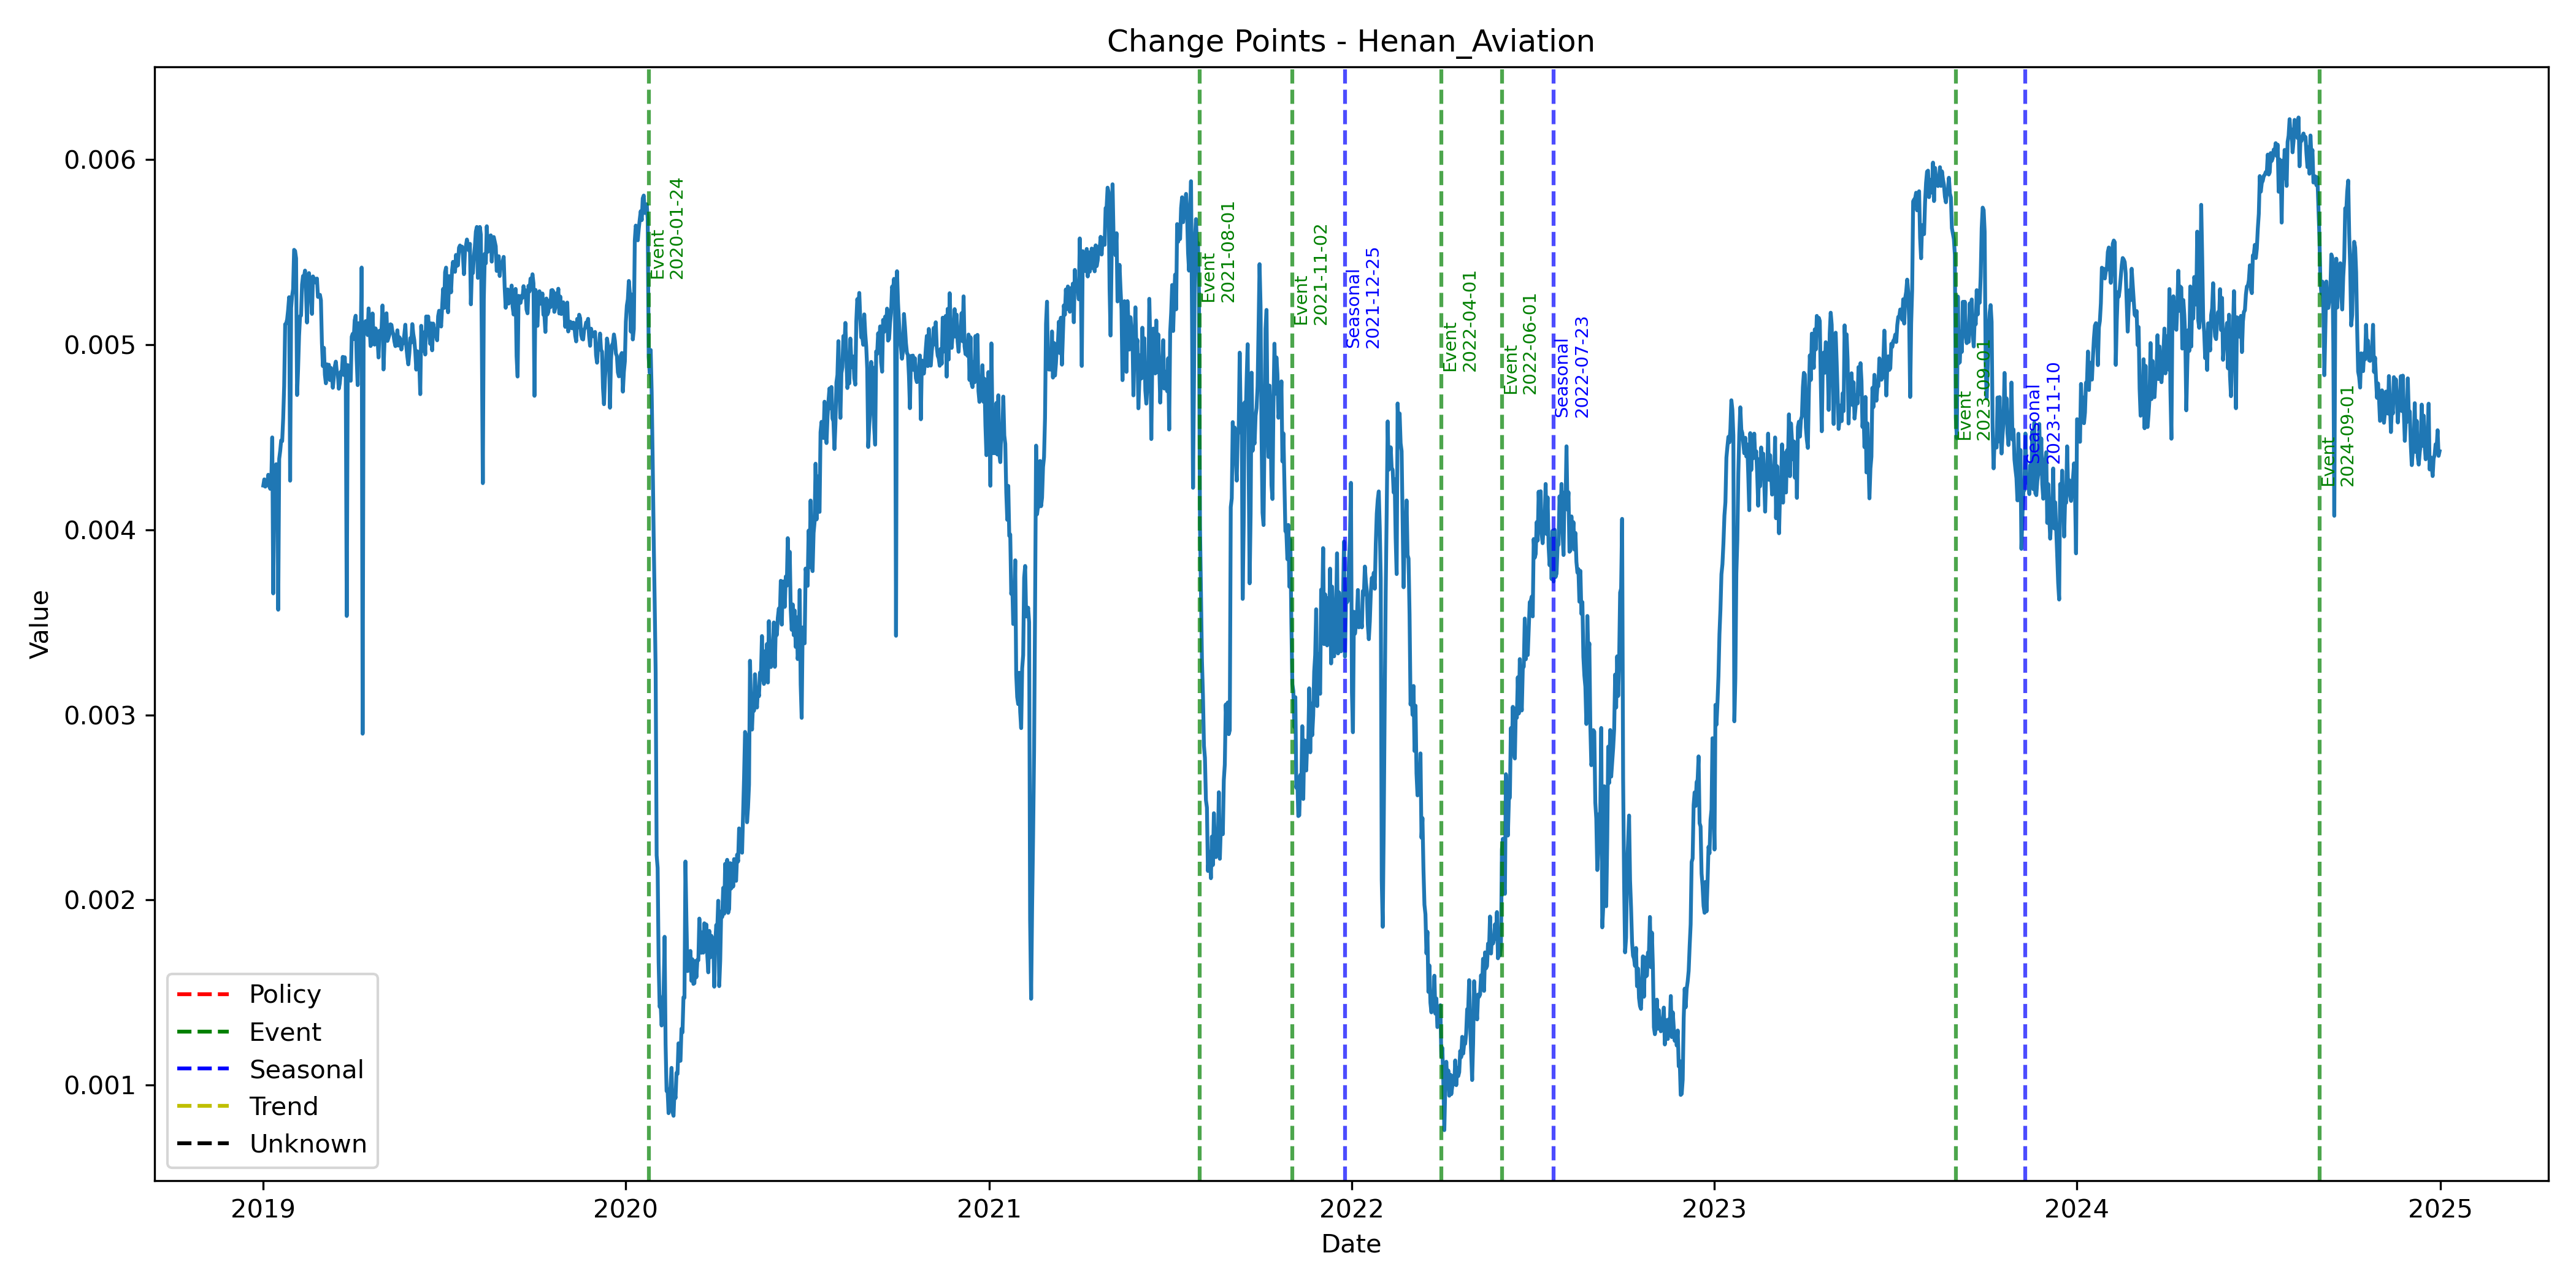 Change Points - Henan_Aviation
Value
0.006
0.005
0.004
0.003
0.002
0.001
Event
2020-01-24
Event
2021-08-01
Event
2021-11-02
Seasonal
2021-12-25
Event
2022-04-01
Event
2022-06-01
Seasonal
2022-07-23
Event
2023-09-01
Seasonal
2023-11-10
Event
2024-09-01
Policy
Event
Seasonal
Trend
Unknown
2019
2020
2021
2022
2023
2024
2025
Date